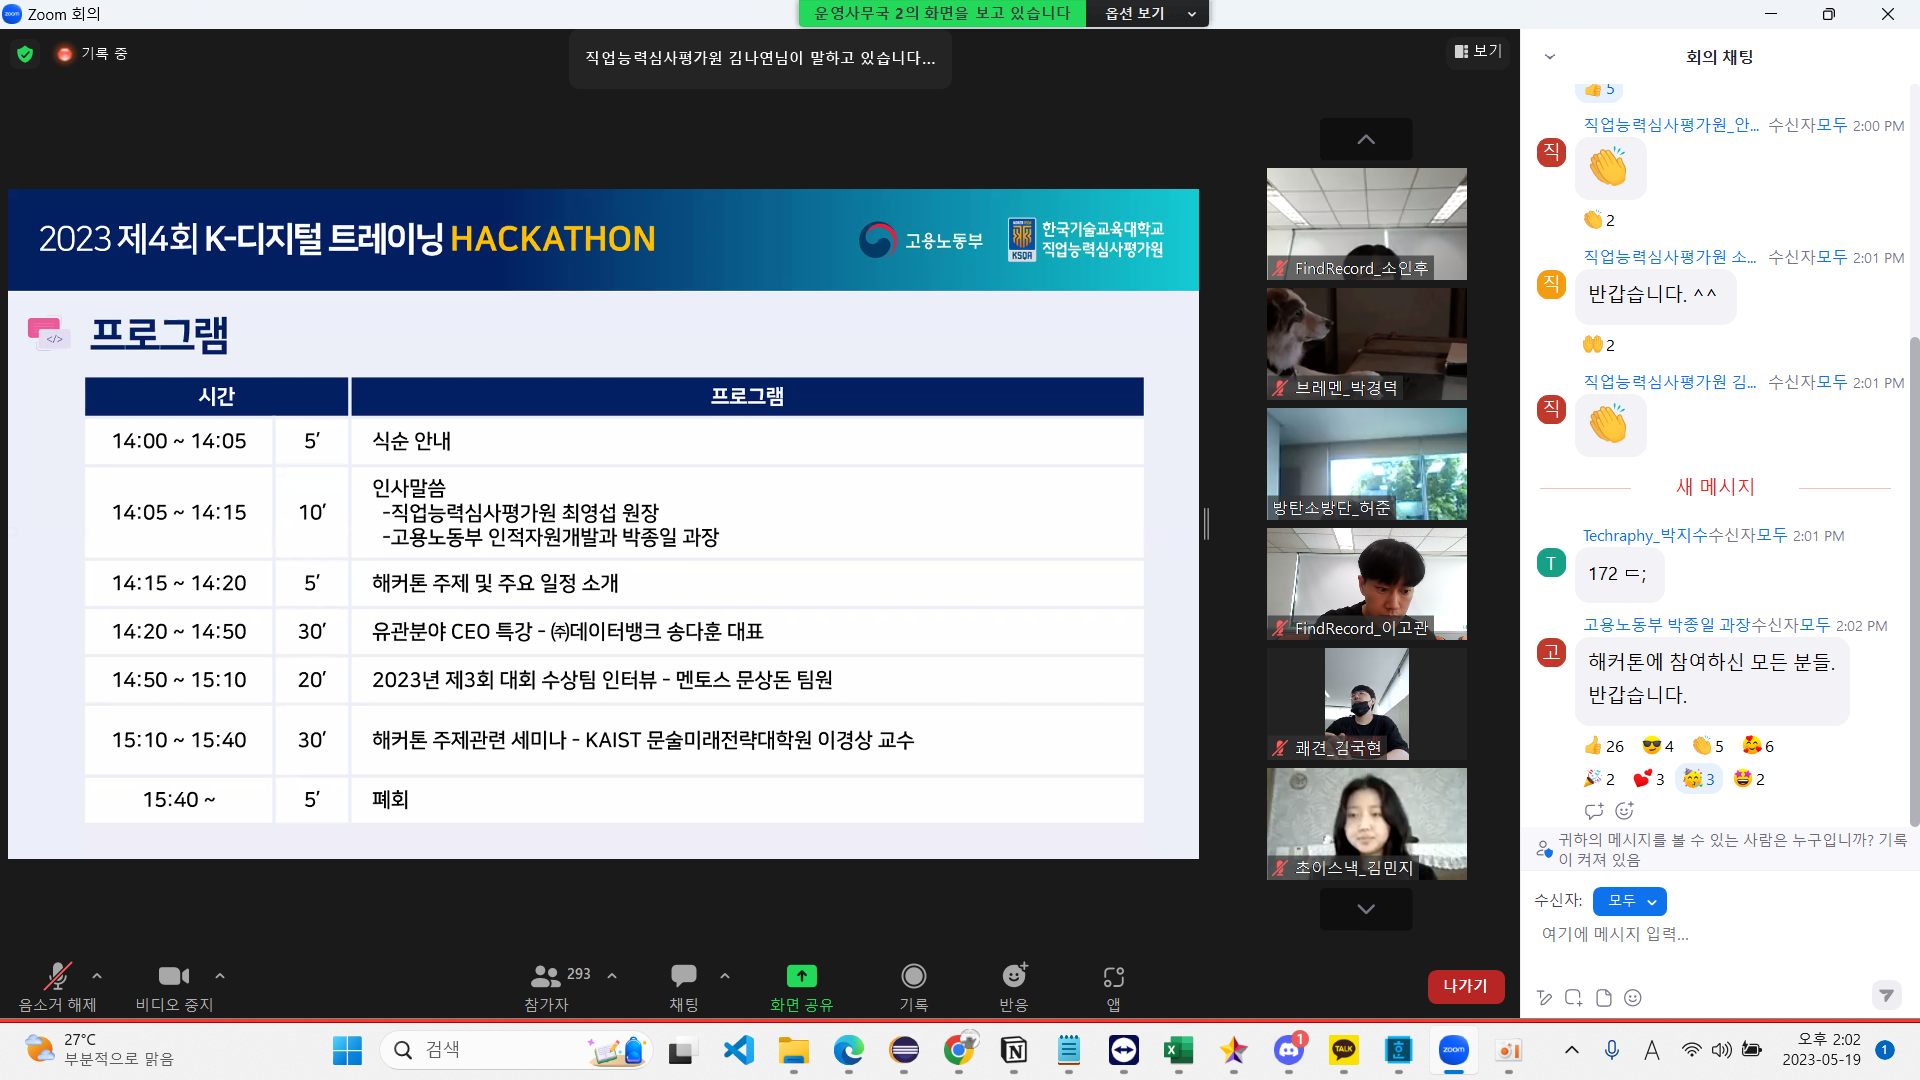 Zoom 회의
운영사무국 2의 화면을 보고 있습니다
옵션 보기
기록 중
직업능력심사평가원 김나연님이 말하고 있습니다...
보기
2023 제4회 K-디지털 트레이닝 HACKATHON
고용노동부
KSQA
한국기술교육대학교
직업능력심사평가원
</>
프로그램
시간 프로그램
14:00 ~ 14:05 5′ 식순 안내
14:05 ~ 14:15 10′ 인사말씀
-직업능력심사평가원 최영섭 원장
-고용노동부 인적자원개발과 박종일 과장
14:15 ~ 14:20 5′ 해커톤 주제 및 주요 일정 소개
14:20 ~ 14:50 30′ 유관분야 CEO 특강 - ㈜데이터뱅크 송다훈 대표
14:50 ~ 15:10 20′ 2023년 제3회 대회 수상팀 인터뷰 - 멘토스 문상돈 팀원
15:10 ~ 15:40 30′ 해커톤 주제관련 세미나 - KAIST 문술미래전략대학원 이경상 교수
15:40 ~ 5′ 폐회
FindRecord_소인후
브레멘_박경덕
방탄소방단_허준
FindRecord_이고관
쾌견_김국현
초이스낵_김민지
회의 채팅
👍 5
직업능력심사평가원_안... 수신자모두 2:00 PM
직
👏
👏 2
직업능력심사평가원 소... 수신자모두 2:01 PM
직
반갑습니다. ^^
🤲 2
직업능력심사평가원 김... 수신자모두 2:01 PM
직
👏
새 메시지
Techraphy_박지수수신자모두 2:01 PM
T
172 ㄷ;
고용노동부 박종일 과장수신자모두 2:02 PM
고
해커톤에 참여하신 모든 분들.
반갑습니다.
👍 26 😎 4 👏 5 🥰 6
🎉 2 💕 3 🥳 3 🤩 2
귀하의 메시지를 볼 수 있는 사람은 누구입니까? 기록
이 켜져 있음
수신자: 모두
여기에 메시지 입력...
음소거 해제
비디오 중지
293
참가자
채팅
화면 공유
기록
반응
앱
나가기
27°C
부분적으로 맑음
검색
N
TALK
1
zoom
A
오후 2:02
2023-05-19
1